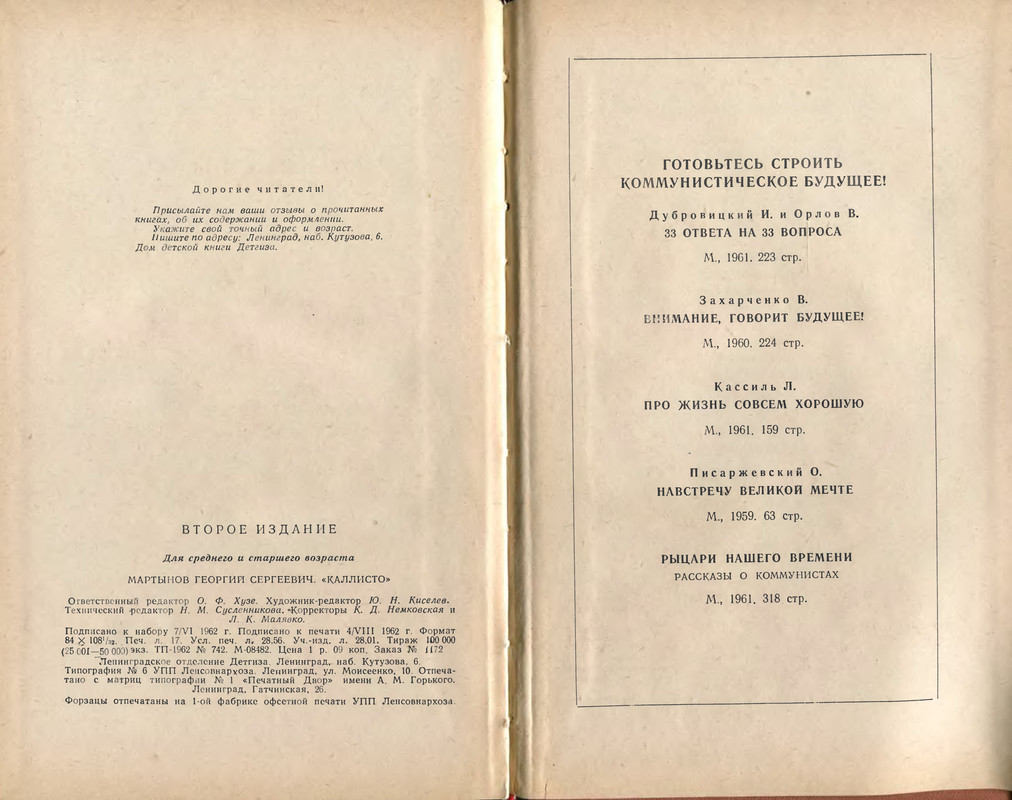 Дорогие читатели!
Присылайте нам ваши отзывы о прочитанных
книгах, об их содержании и оформлении.
Укажите свой точный адрес и возраст.
Пишите по адресу: Ленинград, наб. Кутузова, 6.
Дом детской книги Детгиза.
ВТОРОЕ ИЗДАНИЕ
Для среднего и старшего возраста
МАРТЫНОВ ГЕОРГИЙ СЕРГЕЕВИЧ. «КАЛЛИСТО»
Ответственный редактор О. Ф. Хузе. Художник-редактор Ю. Н. Киселев.
Технический редактор Н. М. Сусленникова. Корректоры К. Д. Немковская и
Л. К. Малявко.
Подписано к набору 7/VI 1962 г. Подписано к печати 4/VIII 1962 г. Формат
84 × 108¹/₃₂. Печ. л. 17. Усл. печ. л. 28.56. Уч.-изд. л. 28.01. Тираж 100 000
(25 001—50 000) экз. ТП-1962 № 742. М-08482. Цена 1 р. 09 коп. Заказ № 1172
Ленинградское отделение Детгиза. Ленинград, наб. Кутузова, 6.
Типография № 6 УПП Ленсовнархоза. Ленинград, ул. Моисеенко, 10. Отпеча-
тано с матриц типографии № 1 «Печатный Двор» имени А. М. Горького.
Ленинград, Гатчинская, 26.
Форзацы отпечатаны на 1-ой фабрике офсетной печати УПП Ленсовнархоза.
ГОТОВЬТЕСЬ СТРОИТЬ
КОММУНИСТИЧЕСКОЕ БУДУЩЕЕ!
Дубровицкий И. и Орлов В.
33 ОТВЕТА НА 33 ВОПРОСА
М., 1961. 223 стр.
Захарченко В.
ВНИМАНИЕ, ГОВОРИТ БУДУЩЕЕ!
М., 1960. 224 стр.
Кассиль Л.
ПРО ЖИЗНЬ СОВСЕМ ХОРОШУЮ
М., 1961. 159 стр.
Писаржевский О.
НАВСТРЕЧУ ВЕЛИКОЙ МЕЧТЕ
М., 1959. 63 стр.
РЫЦАРИ НАШЕГО ВРЕМЕНИ
РАССКАЗЫ О КОММУНИСТАХ
М., 1961. 318 стр.